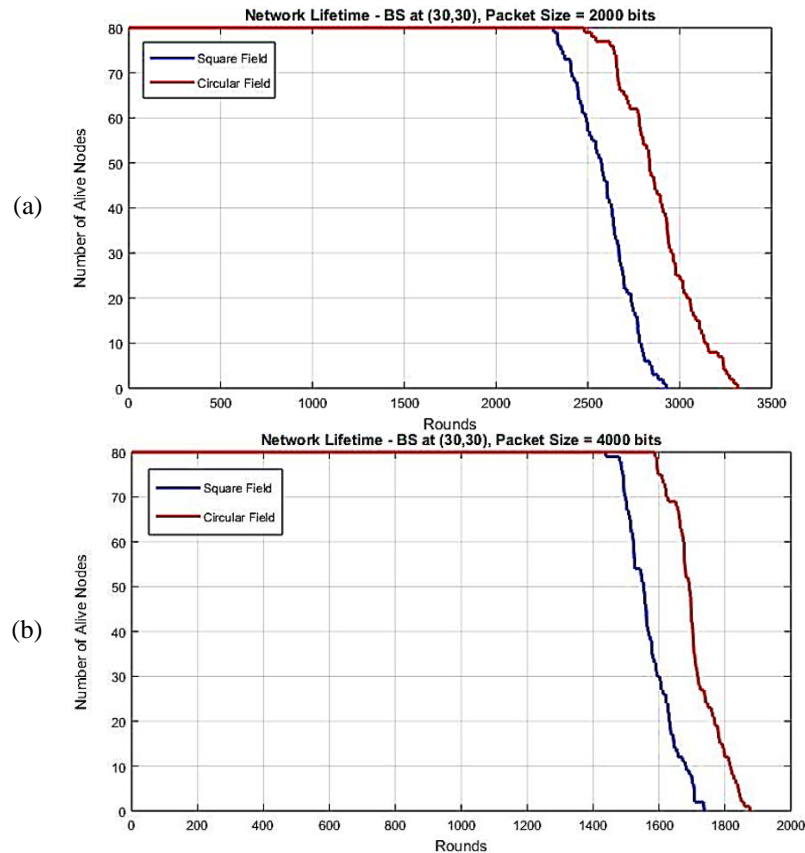 Network Lifetime - BS at (30,30), Packet Size = 2000 bits
80
70
60
50
40
30
20
10
0
Number of Alive Nodes
Square Field
Circular Field
(a)
0 500 1000 1500 2000 2500 3000 3500
Rounds
Network Lifetime - BS at (30,30), Packet Size = 4000 bits
80
70
60
50
40
30
20
10
0
Number of Alive Nodes
Square Field
Circular Field
(b)
0 200 400 600 800 1000 1200 1400 1600 1800 2000
Rounds